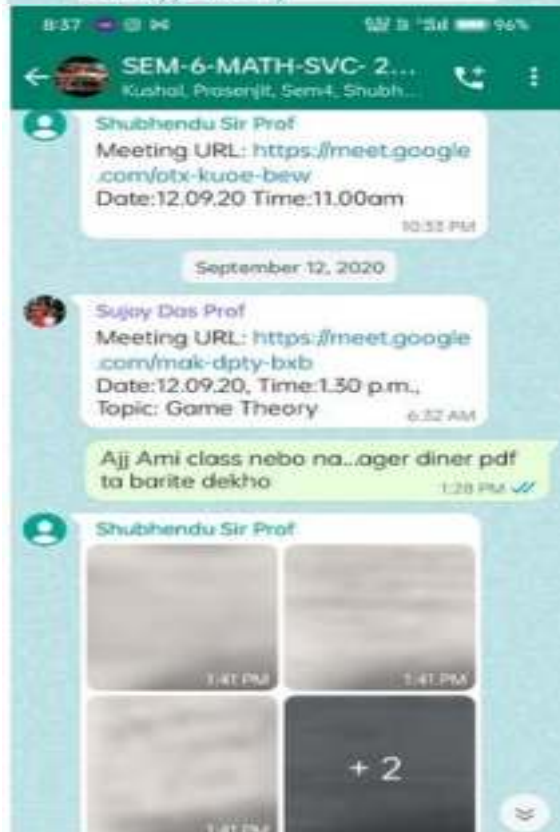 8:37
96%
SEM-6-MATH-SVC- 2...
Kushal, Prosenjit, Sem4, Shubh...
Shubhendu Sir Prof
Meeting URL: https://meet.google
.com/otx-kuoe-bew
Date:12.09.20 Time:11.00am
10:33 PM
September 12, 2020
Sujoy Das Prof
Meeting URL: https://meet.google
.com/mak-dpty-bxb
Date:12.09.20, Time:1.30 p.m.,
Topic: Game Theory
6:32 AM
Ajj Ami class nebo na...ager diner pdf
ta barite dekho
1:28 PM
Shubhendu Sir Prof
1:41 PM
1:41 PM
1:41 PM
+ 2